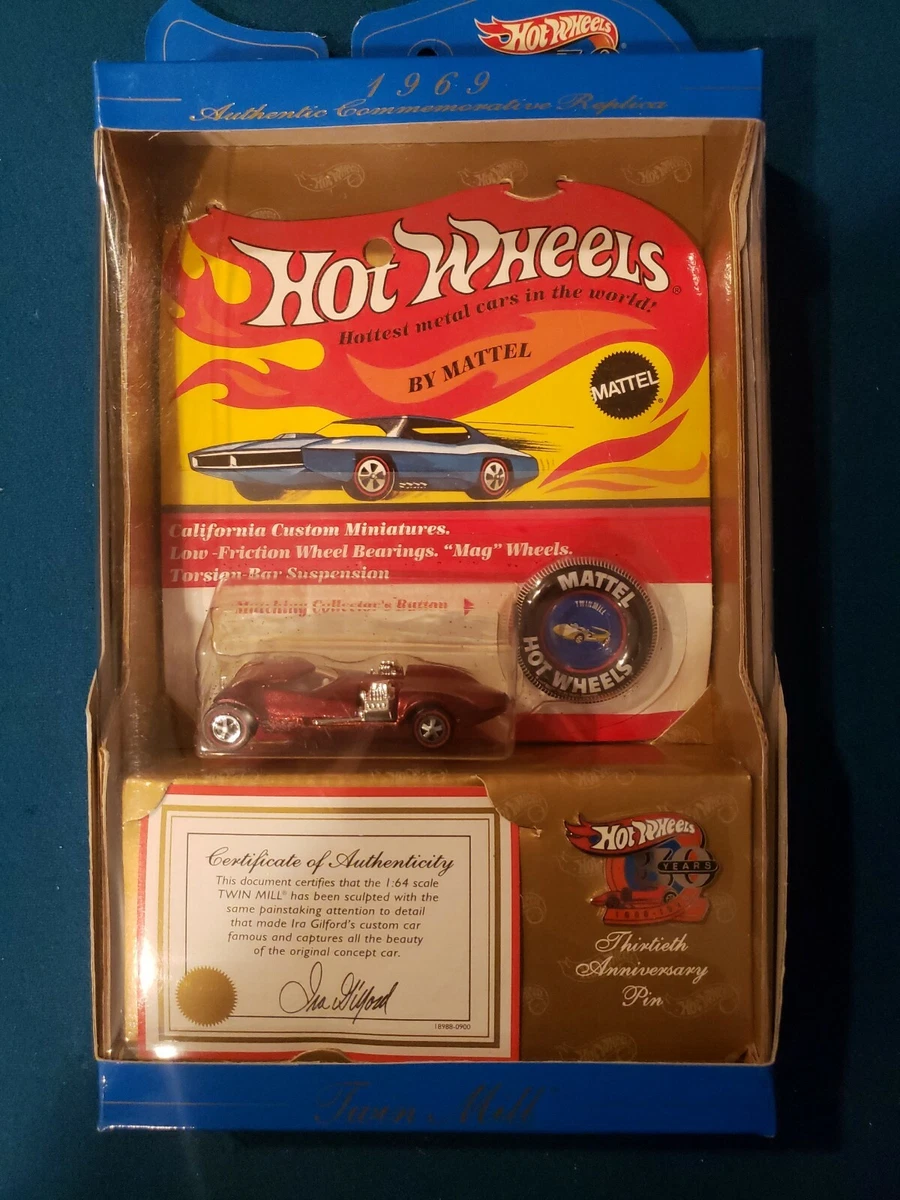 Hot Wheels
1969
Authentic Commemorative Replica
Hot Wheels®
Hottest metal cars in the world!
BY MATTEL
MATTEL®
California Custom Miniatures.
Low-Friction Wheel Bearings. "Mag" Wheels.
Torsion-Bar Suspension
Matching Collector's Button
MATTEL
TWINMILL
HOT WHEELS
Certificate of Authenticity
This document certifies that the 1:64 scale
TWIN MILL® has been sculpted with the
same painstaking attention to detail
that made Ira Gilford's custom car
famous and captures all the beauty
of the original concept car.
Ira Gilford
18988-0900
Hot Wheels
30 YEARS
Thirtieth
Anniversary
Pin
Twin Mill